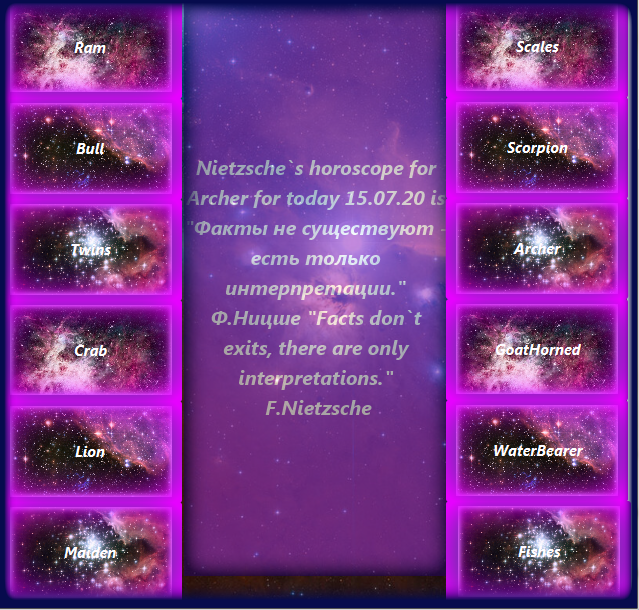 Ram
Bull
Twins
Crab
Lion
Maiden
Nietzsche`s horoscope for
Archer for today 15.07.20 is
"Факты не существуют -
есть только
интерпретации."
Ф.Ницше "Facts don`t
exits, there are only
interpretations."
F.Nietzsche
Scales
Scorpion
Archer
GoatHorned
WaterBearer
Fishes